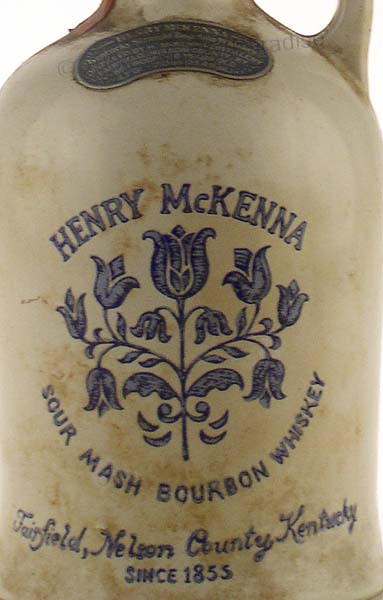 HENRY McKENNA
SOUR MASH BOURBON WHISKEY
Fairfield, Nelson County, Kentucky
SINCE 1855